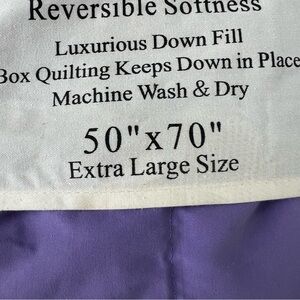 Reversible Softness
Luxurious Down Fill
Box Quilting Keeps Down in Place
Machine Wash & Dry
50"x70"
Extra Large Size